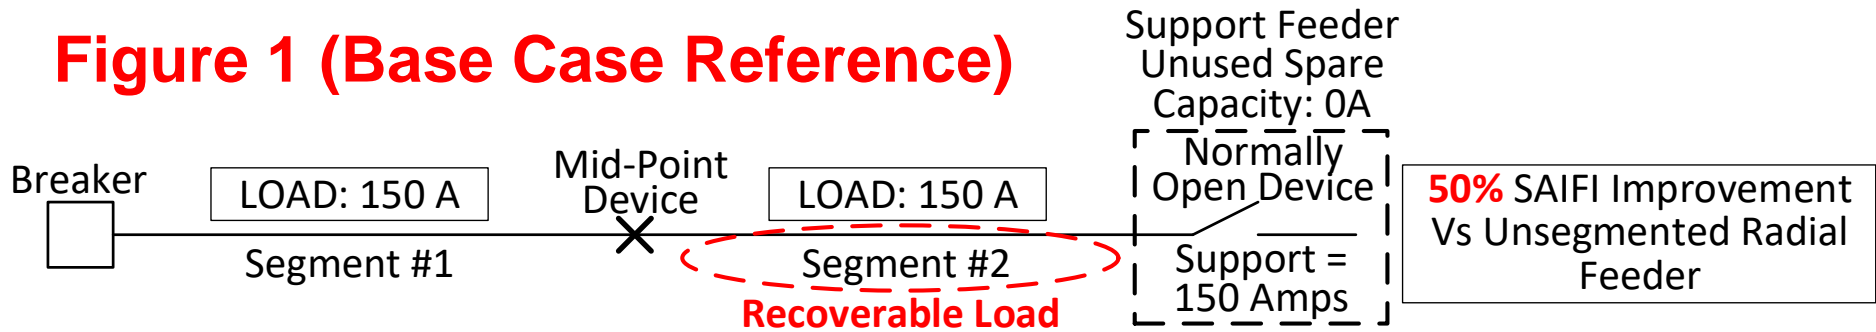 Figure 1 (Base Case Reference)
Support Feeder
Unused Spare
Capacity: 0A
Breaker
LOAD: 150 A
Mid-Point
Device
LOAD: 150 A
Normally
Open Device
50% SAIFI Improvement
Vs Unsegmented Radial
Feeder
Segment #1
Segment #2
Support =
150 Amps
Recoverable Load